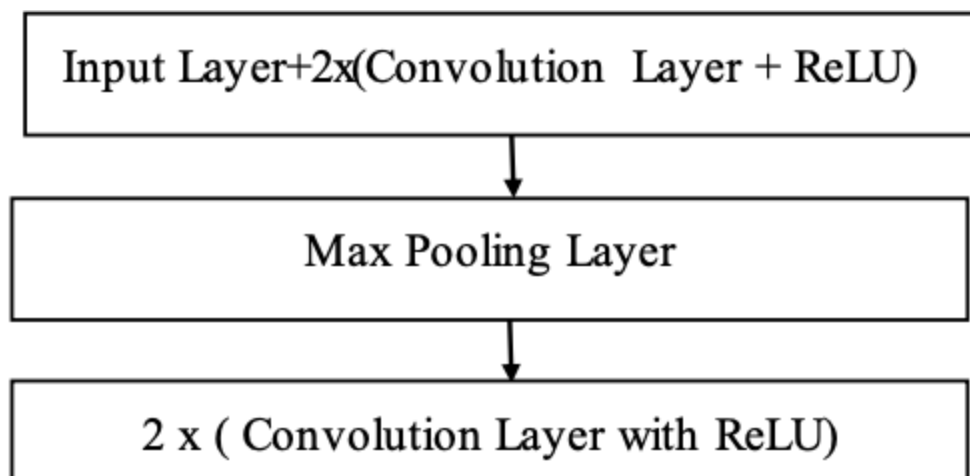 Input Layer+2x(Convolution Layer + ReLU)
Max Pooling Layer
2 x ( Convolution Layer with ReLU)